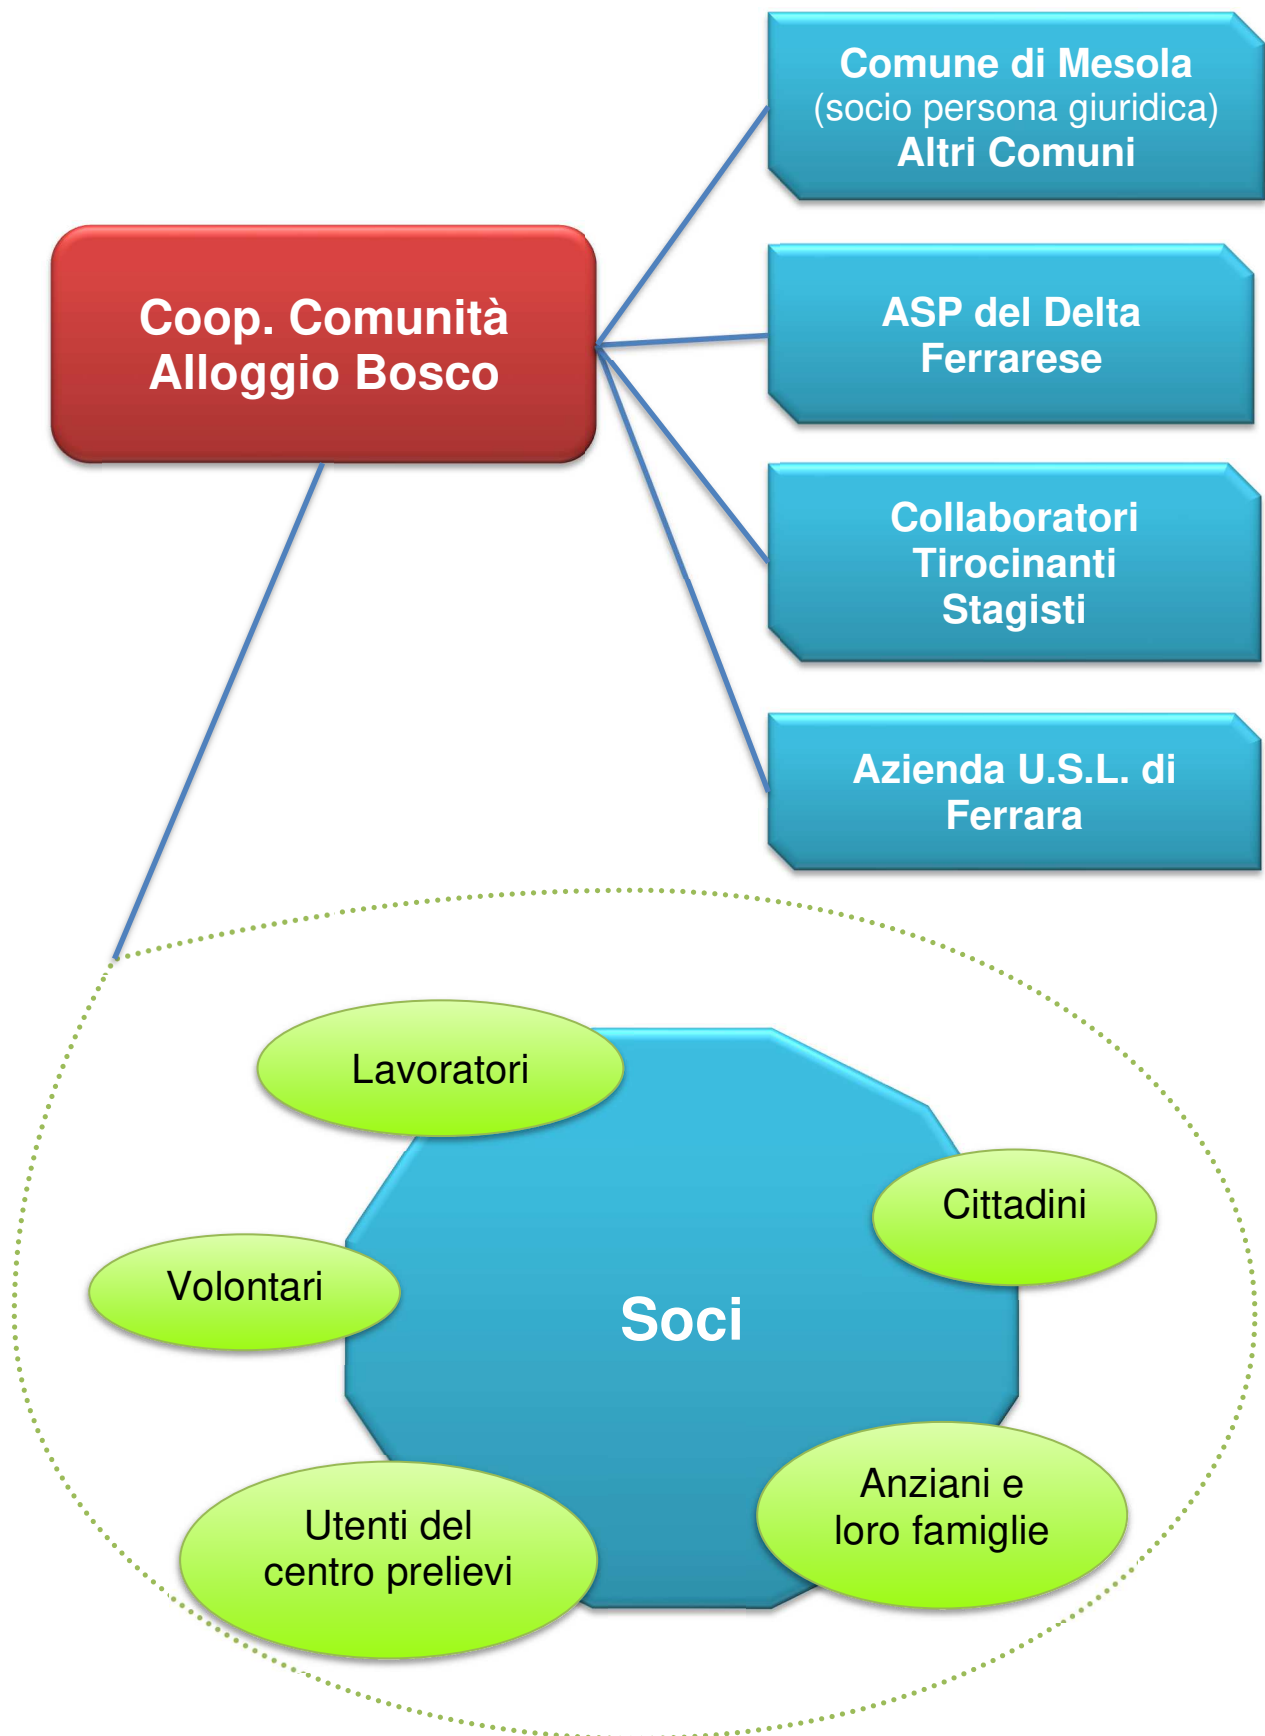 Comune di Mesola
(socio persona giuridica)
Altri Comuni
Coop. Comunità
Alloggio Bosco
ASP del Delta
Ferrarese
Collaboratori
Tirocinanti
Stagisti
Azienda U.S.L. di
Ferrara
Lavoratori
Cittadini
Volontari
Soci
Anziani e
loro famiglie
Utenti del
centro prelievi